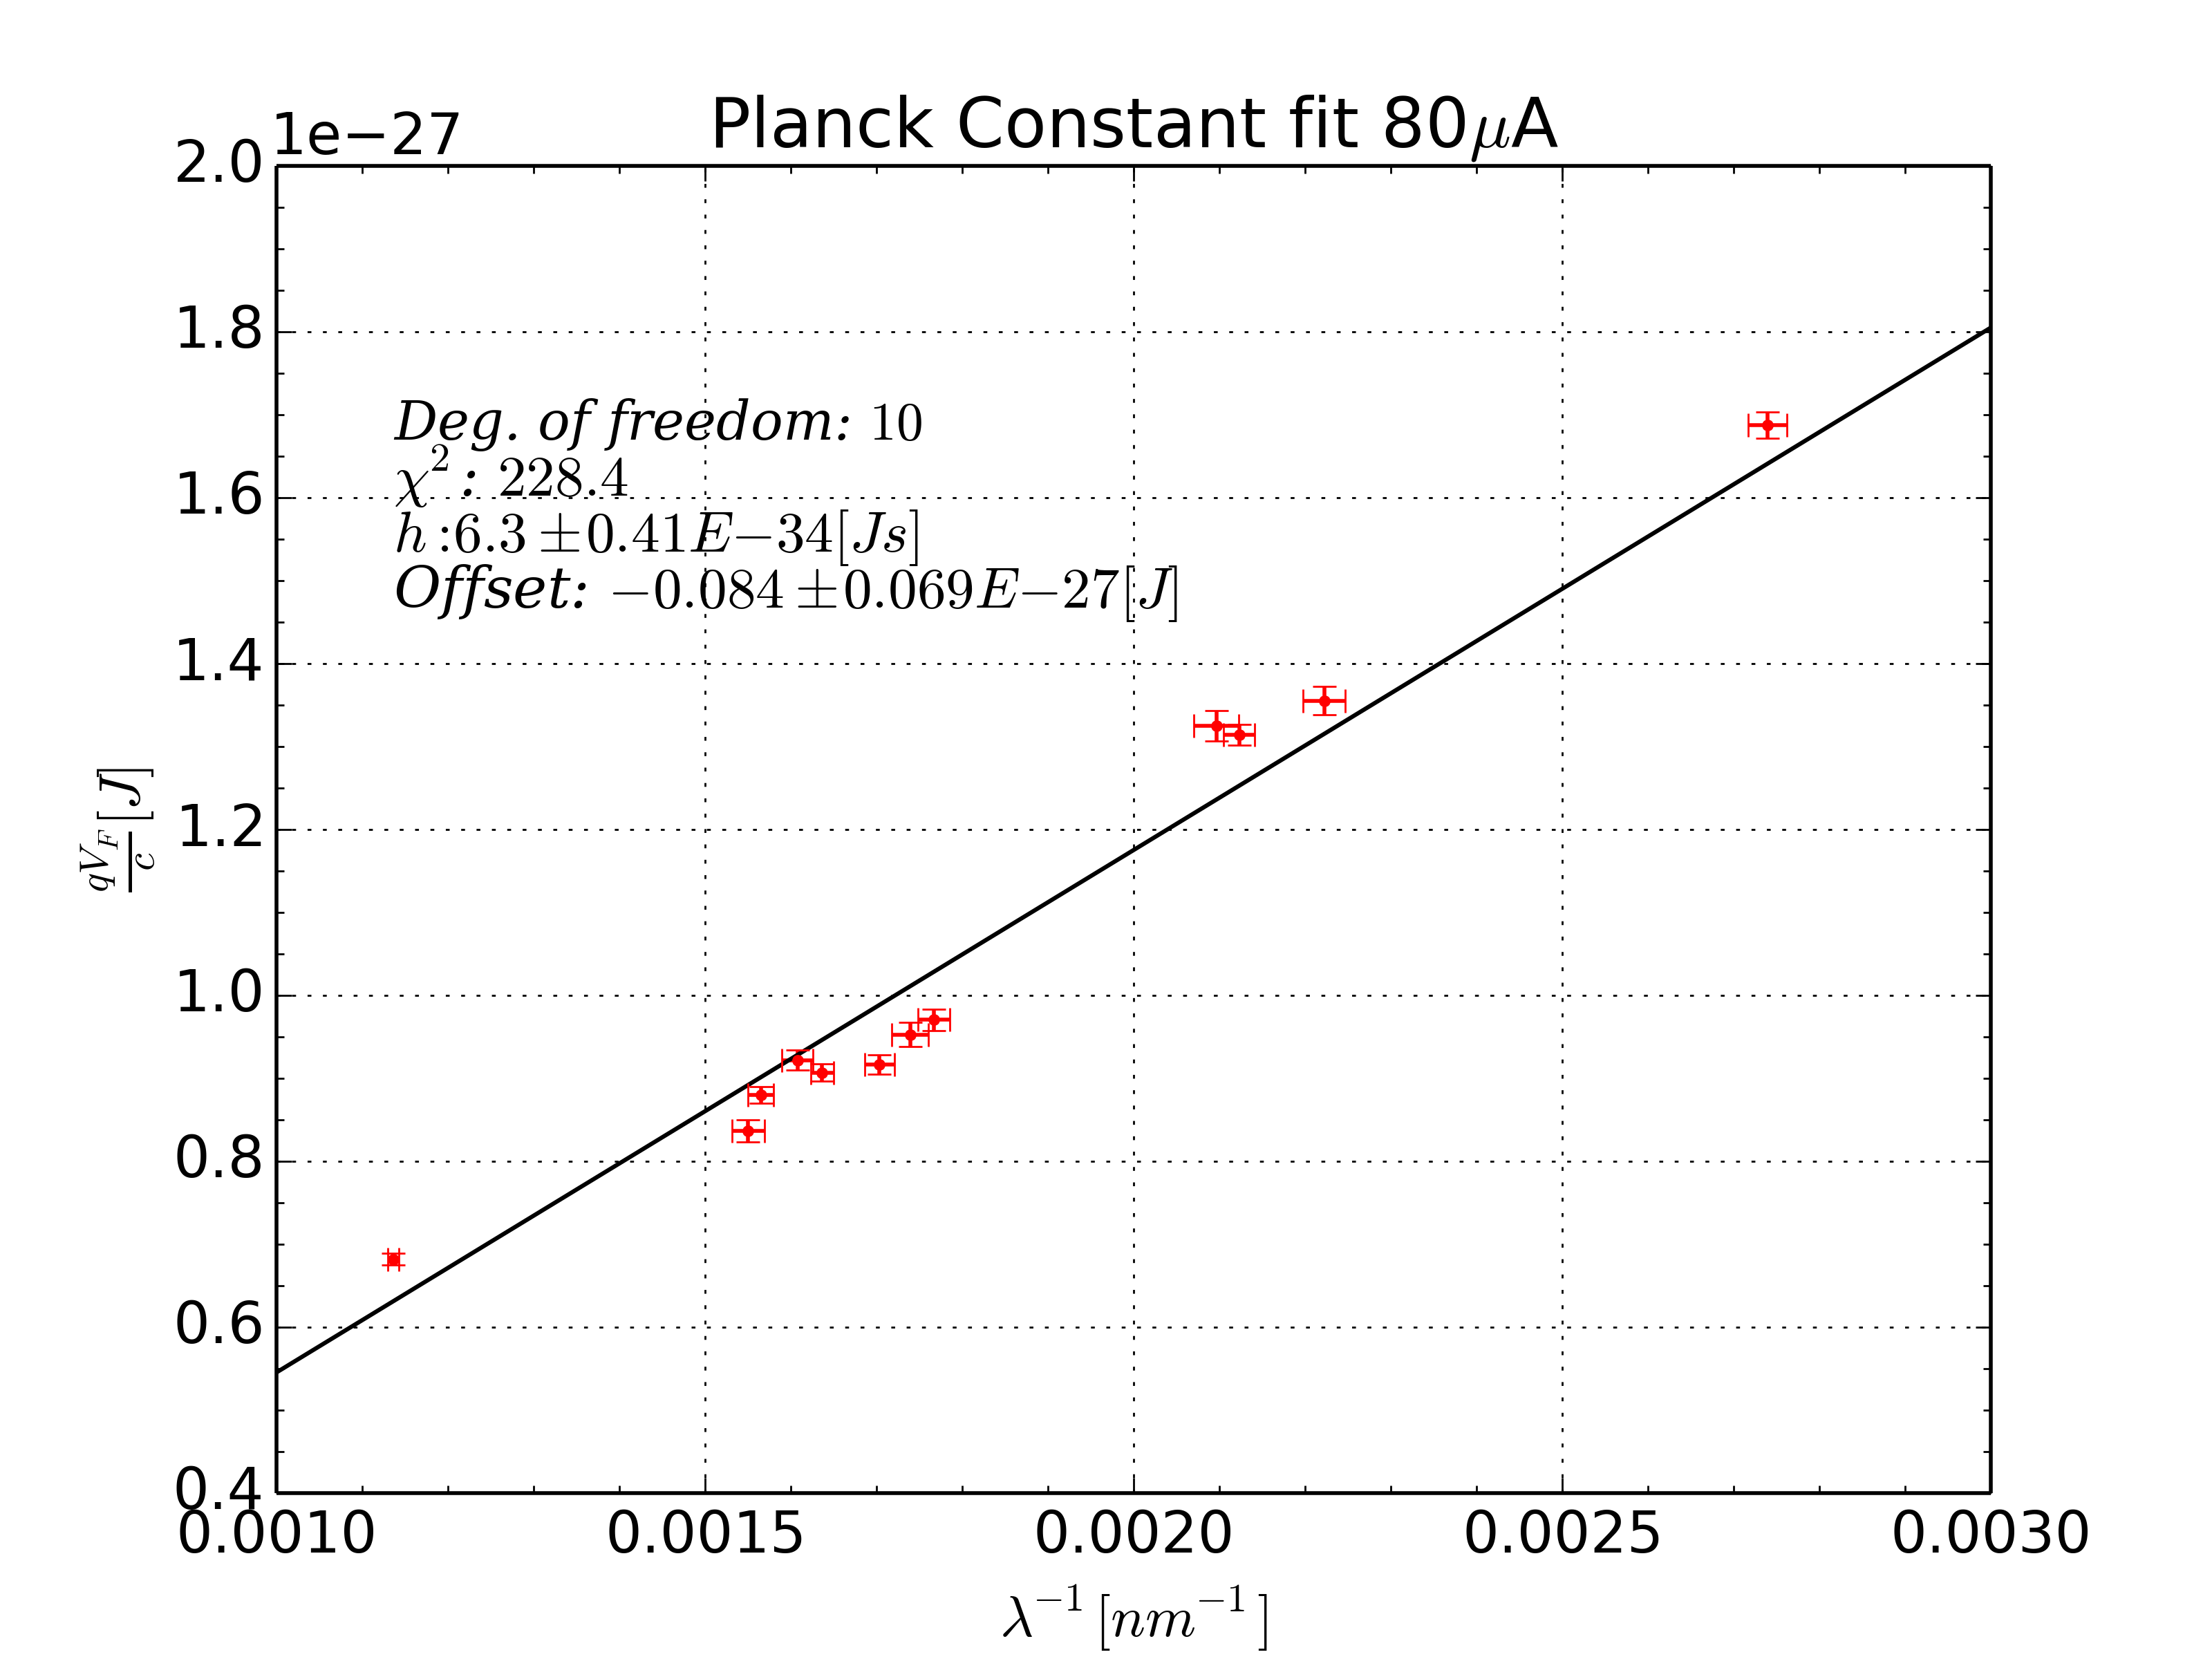 Planck Constant fit 80μA
1e−27
2.0
1.8
1.6
1.4
1.2
1.0
0.8
0.6
0.4
Deg. of freedom: 10
χ²: 228.4
h:6.3±0.41E−34[Js]
Offset: −0.084±0.069E−27[J]
qV_F/c [J]
0.0010 0.0015 0.0020 0.0025 0.0030
λ⁻¹[nm⁻¹]